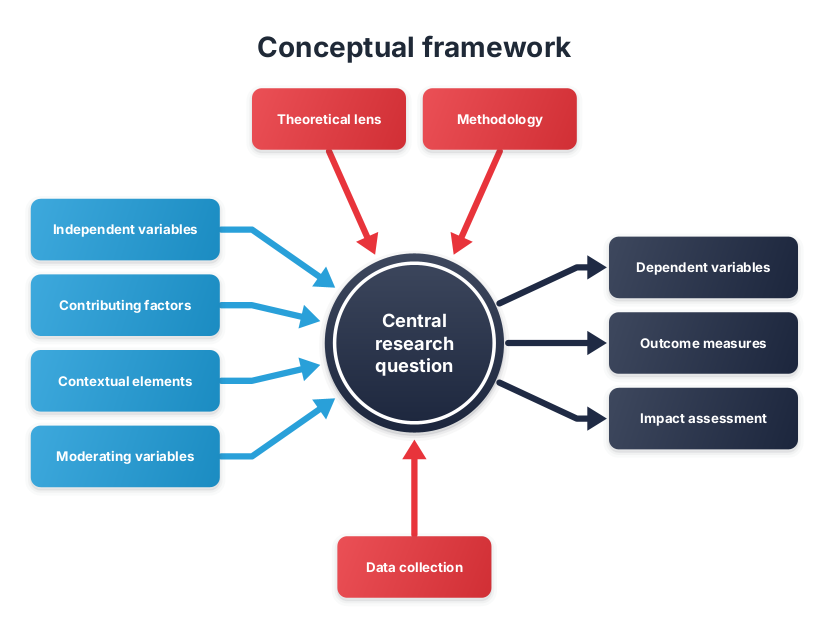 Conceptual framework
Theoretical lens
Methodology
Independent variables
Contributing factors
Contextual elements
Moderating variables
Central
research
question
Dependent variables
Outcome measures
Impact assessment
Data collection